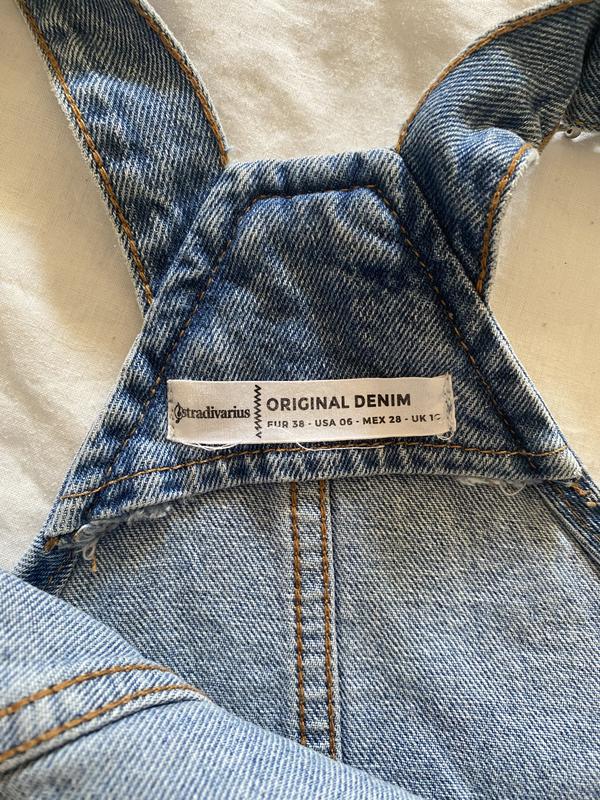 stradivarius
ORIGINAL DENIM
EUR 38 - USA 06 - MEX 28 - UK